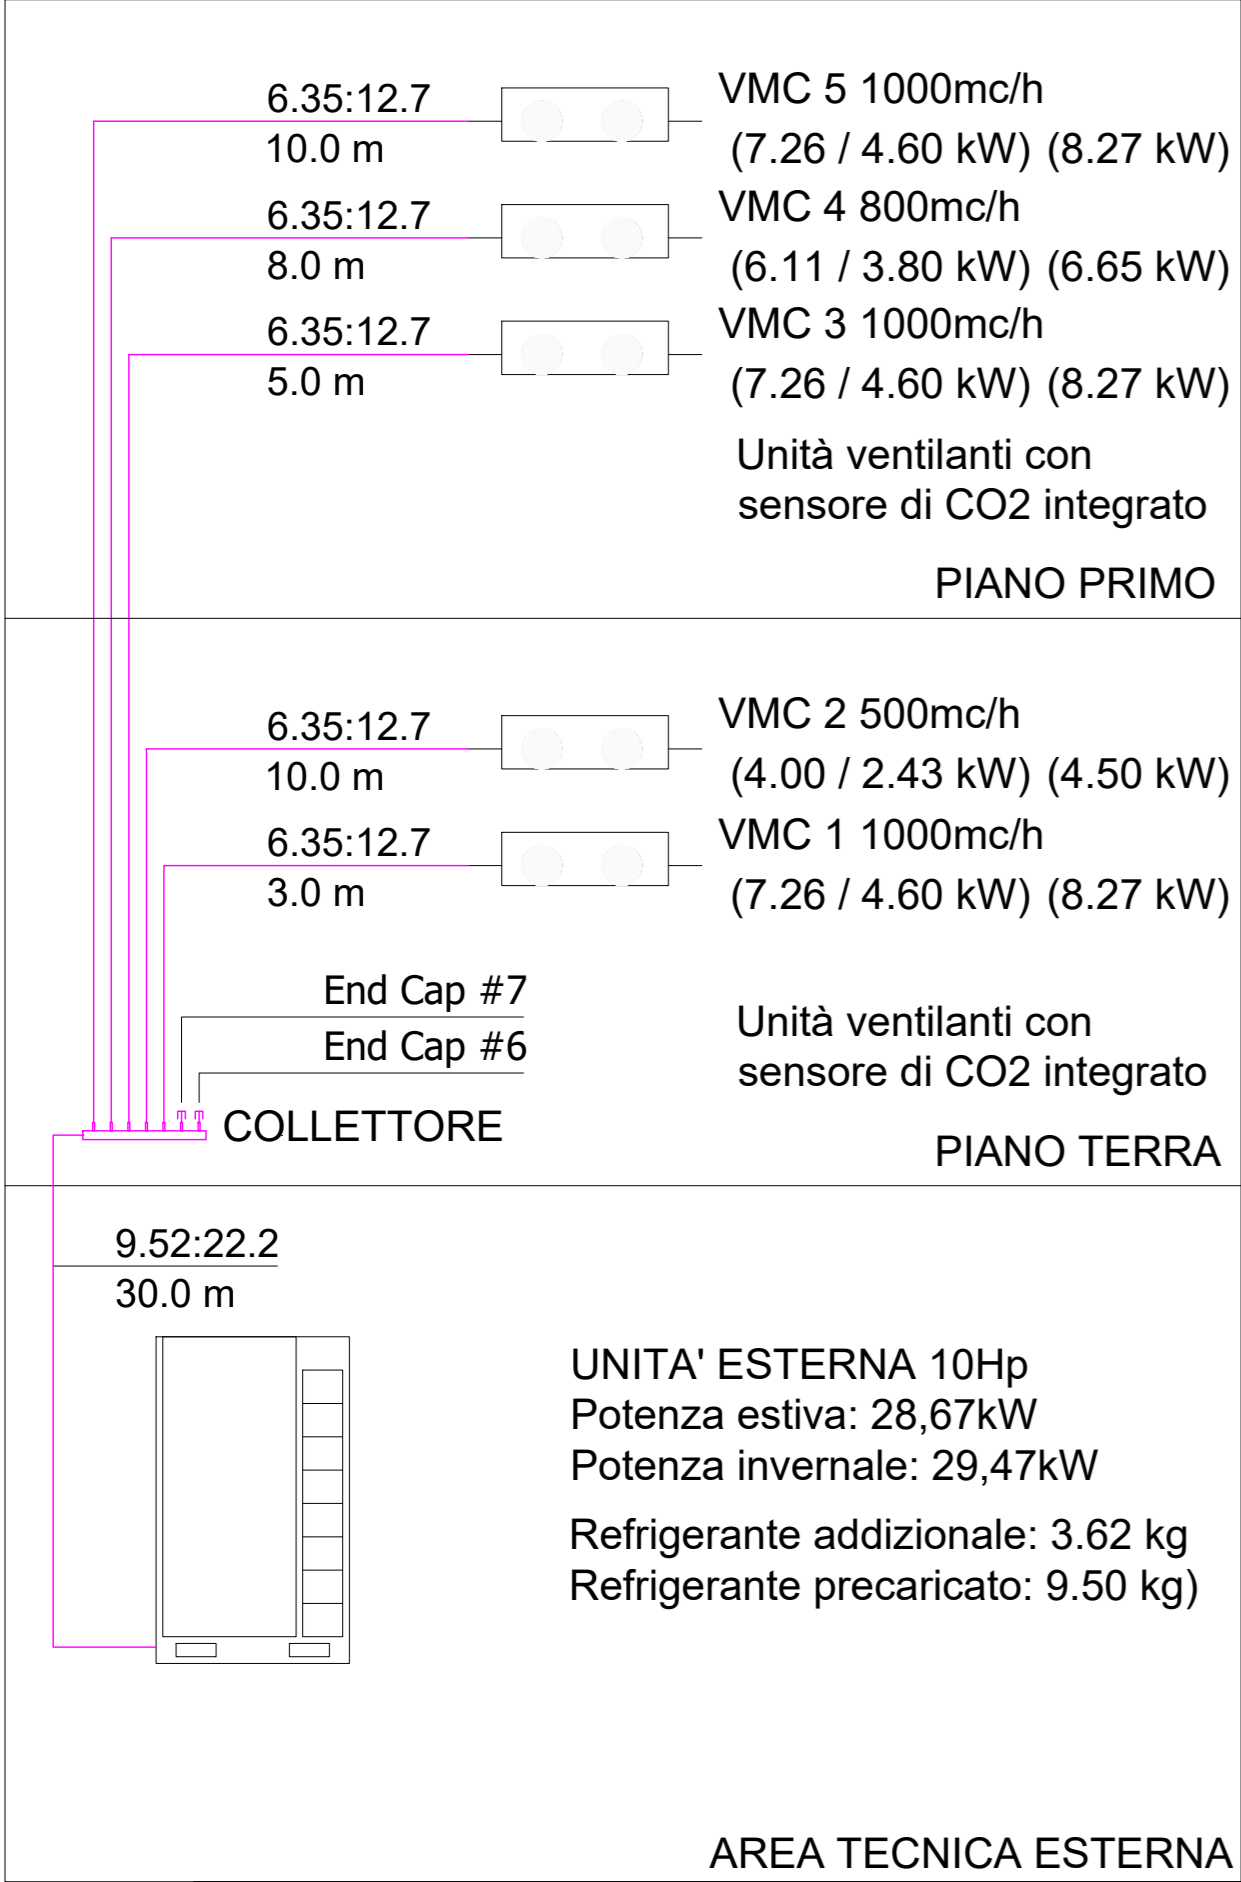 6.35:12.7
10.0 m
VMC 5 1000mc/h
(7.26 / 4.60 kW) (8.27 kW)
6.35:12.7
8.0 m
VMC 4 800mc/h
(6.11 / 3.80 kW) (6.65 kW)
6.35:12.7
5.0 m
VMC 3 1000mc/h
(7.26 / 4.60 kW) (8.27 kW)
Unità ventilanti con
sensore di CO2 integrato
PIANO PRIMO
6.35:12.7
10.0 m
VMC 2 500mc/h
(4.00 / 2.43 kW) (4.50 kW)
6.35:12.7
3.0 m
VMC 1 1000mc/h
(7.26 / 4.60 kW) (8.27 kW)
End Cap #7
End Cap #6
Unità ventilanti con
sensore di CO2 integrato
COLLETTORE
PIANO TERRA
9.52:22.2
30.0 m
UNITA' ESTERNA 10Hp
Potenza estiva: 28,67kW
Potenza invernale: 29,47kW
Refrigerante addizionale: 3.62 kg
Refrigerante precaricato: 9.50 kg)
AREA TECNICA ESTERNA